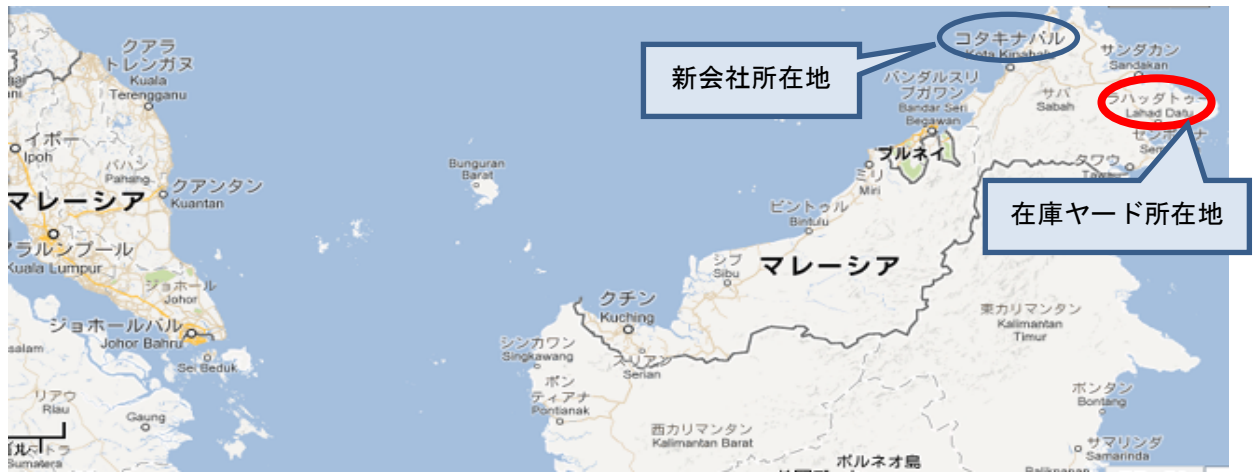 クアラ
トレンガヌ
Kuala
Terengganu
イポー
Ipoh
パハン
Pahang
クアンタン
Kuantan
マレーシア
Kuala Lumpur
ジョホール
Johor
ジョホールバル
Johor Bahru
Sei Beduk
リアウ
Riau
Gaung
Bunguran
Barat
新会社所在地
コタキナバル
Kota Kinabalu
サンダカン
Sandakan
バンダルスリ
ブガワン
Bandar Seri
Begawan
サバ
Sabah
ラハッダトゥー
Lahad Datu
タワウ
ブルネイ
ミリ
Miri
在庫ヤード所在地
ビントゥル
Bintulu
シブ
Sibu
マレーシア
クチン
Kuching
シンカワン
Singkawang
スリアン
Serian
東カリマンタン
Kalimantan
Timur
ポン
ティアナ
Pontianak
ボンタン
Bontang
西カリマンタン
Kalimantan Barat
サマリンダ
Samarinda
ボルネオ島